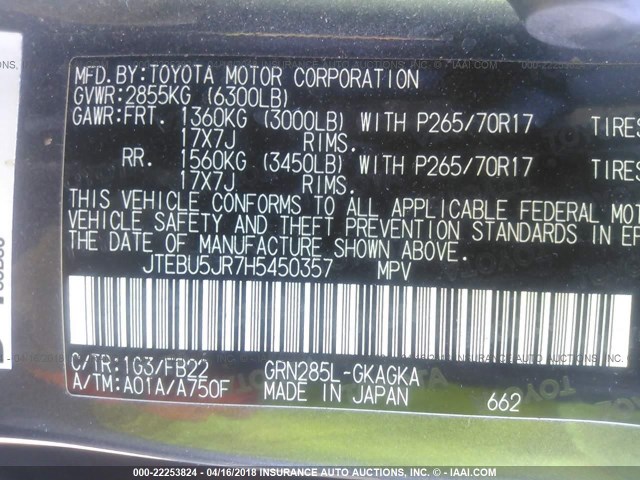 MFD. BY: TOYOTA MOTOR CORPORATION
GVWR: 2855KG (6300LB)
GAWR: FRT. 1360KG (3000LB) WITH P265/70R17 TIRES
17X7J RIMS.
RR. 1560KG (3450LB) WITH P265/70R17 TIRES
17X7J RIMS.
THIS VEHICLE CONFORMS TO ALL APPLICABLE FEDERAL MOT
VEHICLE SAFETY AND THEFT PREVENTION STANDARDS IN EF
THE DATE OF MANUFACTURE SHOWN ABOVE.
JTEBU5JR7H5450357 MPV
C/TR: 1G3/FB22 GRN285L-GKAGKA
A/TM: A01A/A750F MADE IN JAPAN 662
000-22253824 - 04/16/2018 - INSURANCE AUTO AUCTIONS, INC. - © - IAAI.COM